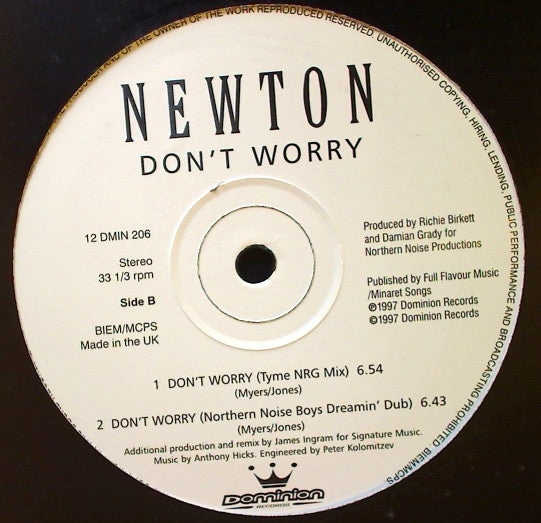 PRODUCER AND OF THE OWNER OF THE WORK REPRODUCED RESERVED. UNAUTHORISED COPYING, HIRING, LENDING, PUBLIC PERFORMANCE AND BROADCASTING PROHIBITED. BIEM/MCPS
NEWTON
DON'T WORRY
12 DMIN 206
Stereo
33 1/3 rpm
Side B
BIEM/MCPS
Made in the UK
Produced by Richie Birkett
and Damian Grady for
Northern Noise Productions
Published by Full Flavour Music
/Minaret Songs
℗1997 Dominion Records
©1997 Dominion Records
1 DON'T WORRY (Tyme NRG Mix) 6.54
(Myers/Jones)
2 DON'T WORRY (Northern Noise Boys Dreamin' Dub) 6.43
(Myers/Jones)
Additional production and remix by James Ingram for Signature Music.
Music by Anthony Hicks. Engineered by Peter Kolomitzev
Dominion
RECORDS